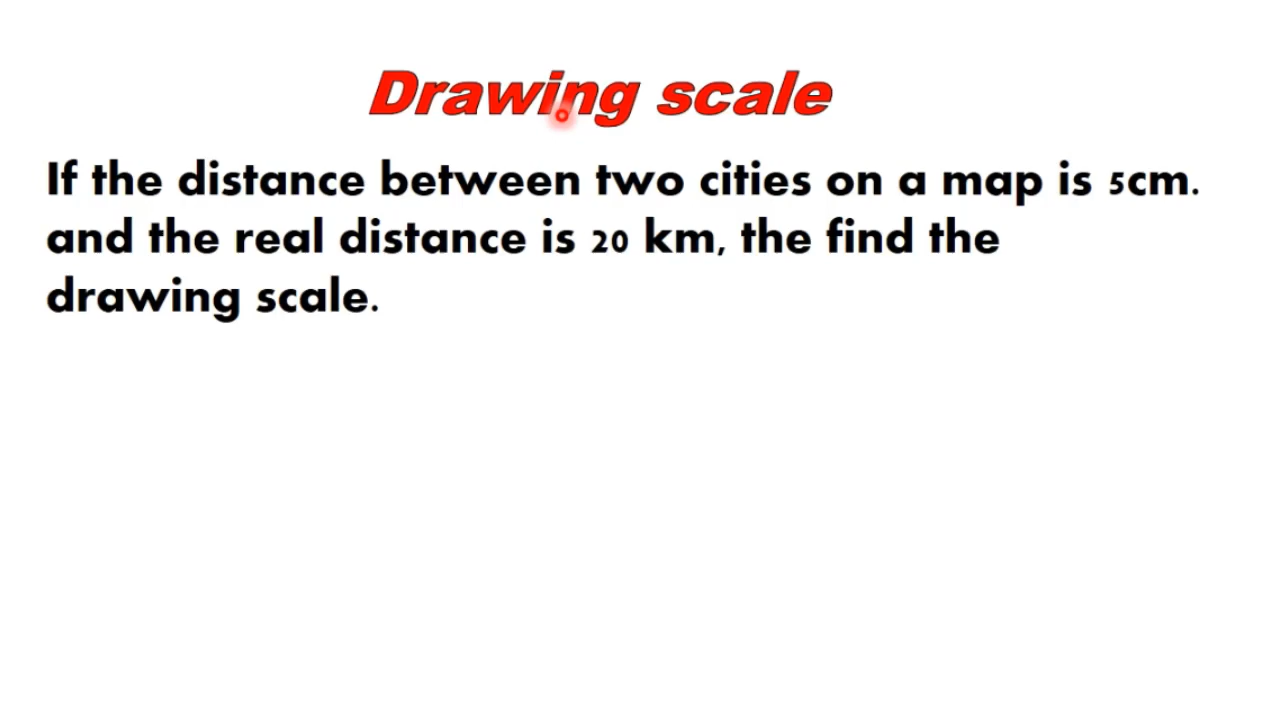 Drawing scale
If the distance between two cities on a map is 5cm.
and the real distance is 20 km, the find the
drawing scale.